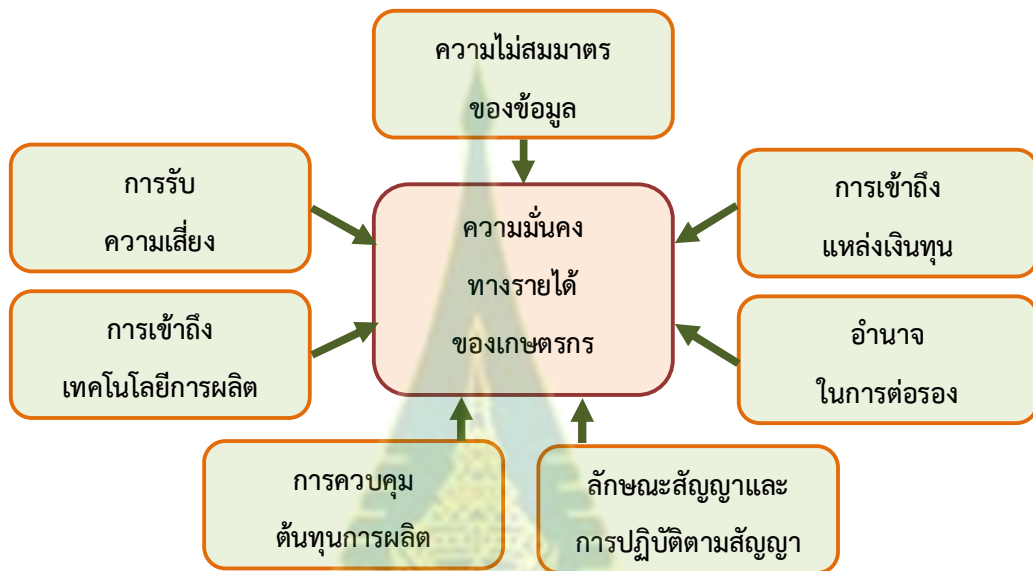 ความไม่สมมาตร
ของข้อมูล
การรับ
ความเสี่ยง
ความมั่นคง
ทางรายได้
ของเกษตรกร
การเข้าถึง
แหล่งเงินทุน
การเข้าถึง
เทคโนโลยีการผลิต
อำนาจ
ในการต่อรอง
การควบคุม
ต้นทุนการผลิต
ลักษณะสัญญาและ
การปฏิบัติตามสัญญา